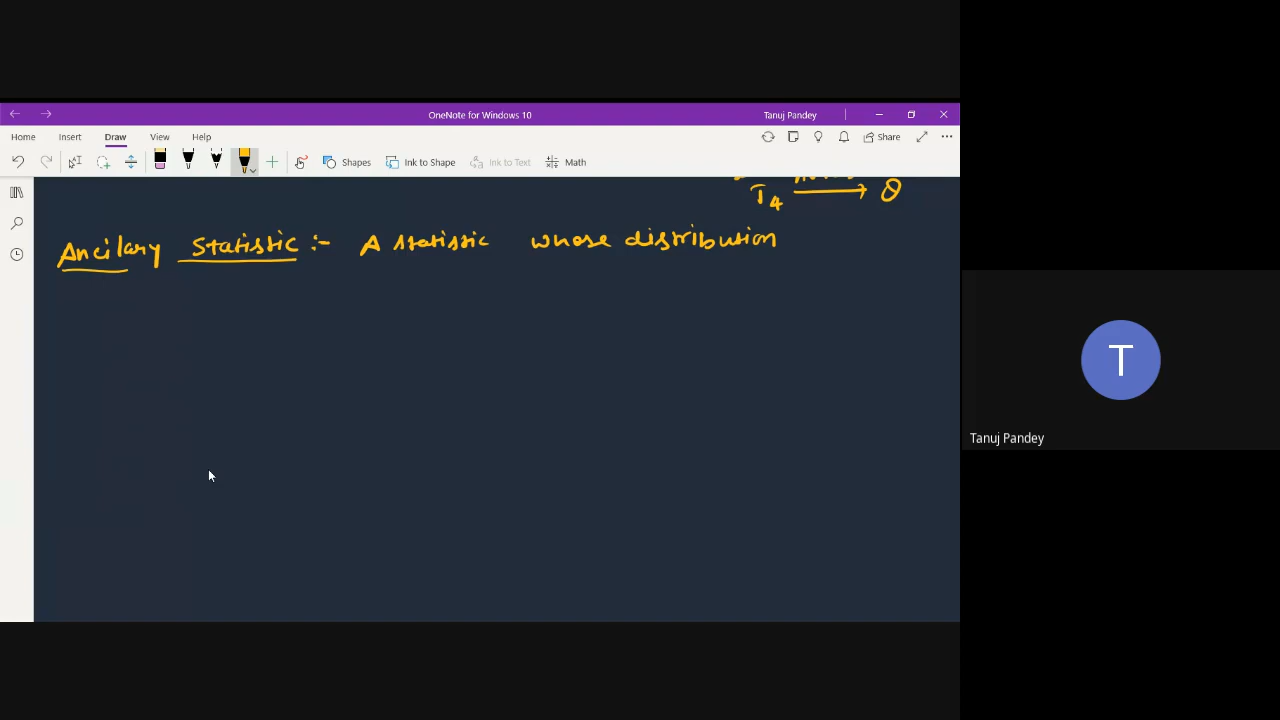 OneNote for Windows 10
Tanuj Pandey
Home Insert Draw View Help
Share
Shapes Ink to Shape Ink to Text Math
T4 → θ
Ancilary Statistic :- A statistic whose distribution
T
Tanuj Pandey